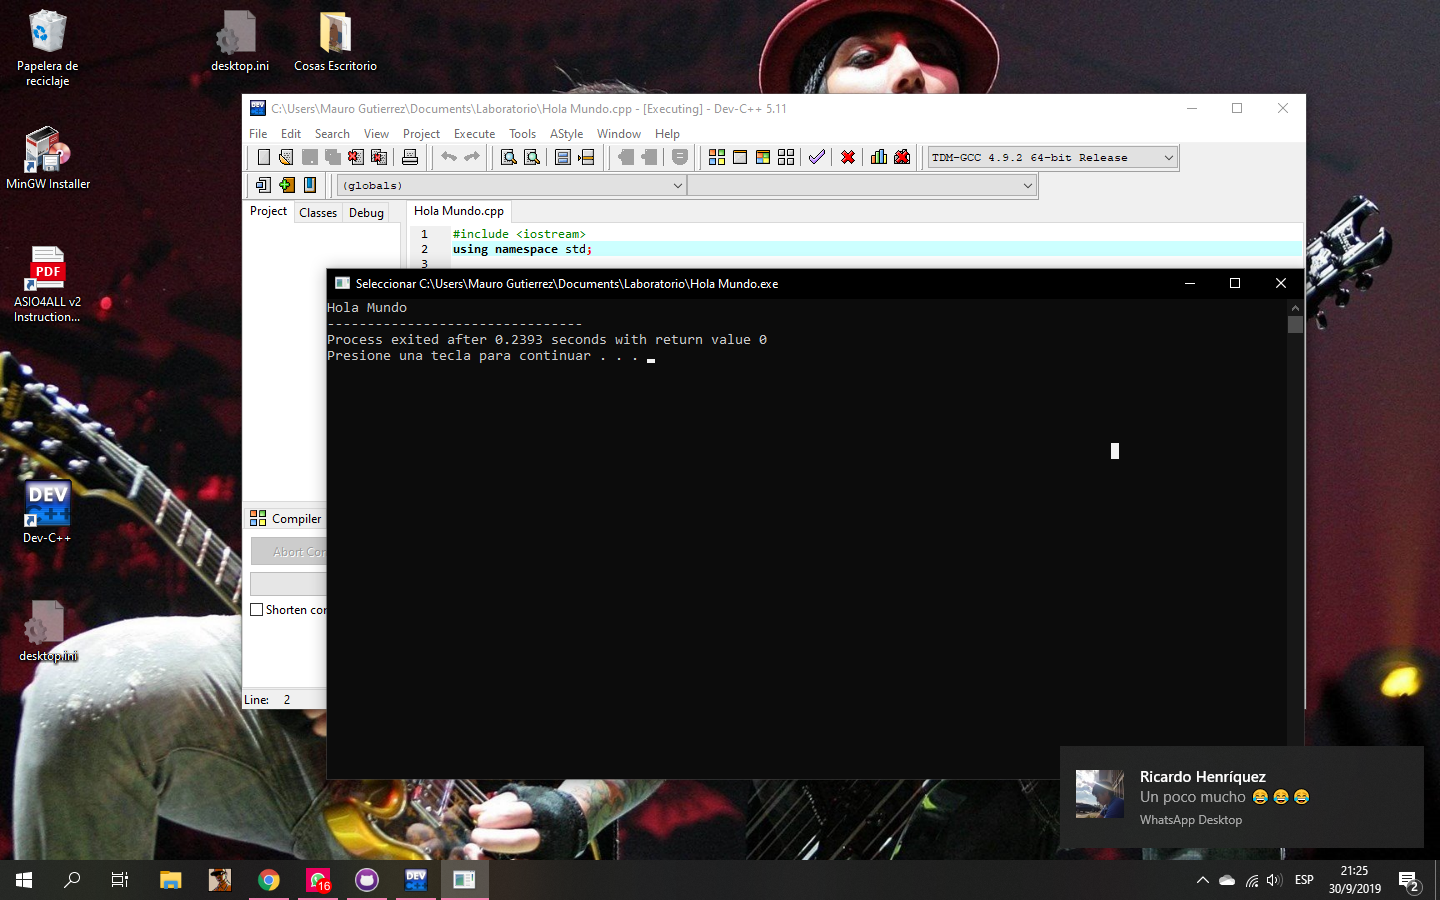 Papelera de
reciclaje
desktop.ini
Cosas Escritorio
MinGW Installer
PDF
ASIO4ALL v2
Instruction...
DEV
Dev-C++
desktop.ini
DEV
C:\Users\Mauro Gutierrez\Documents\Laboratorio\Hola Mundo.cpp - [Executing] - Dev-C++ 5.11
File Edit Search View Project Execute Tools AStyle Window Help
TDM-GCC 4.9.2 64-bit Release
(globals)
Project Classes Debug
Hola Mundo.cpp
1 #include <iostream>
2 using namespace std;
3
Seleccionar C:\Users\Mauro Gutierrez\Documents\Laboratorio\Hola Mundo.exe
Hola Mundo
--------------------------------
Process exited after 0.2393 seconds with return value 0
Presione una tecla para continuar . . .
Compiler
Abort Con
Shorten con
Line: 2
Ricardo Henríquez
Un poco mucho 😂😂😂
WhatsApp Desktop
16
DEV
ESP
21:25
30/9/2019
2